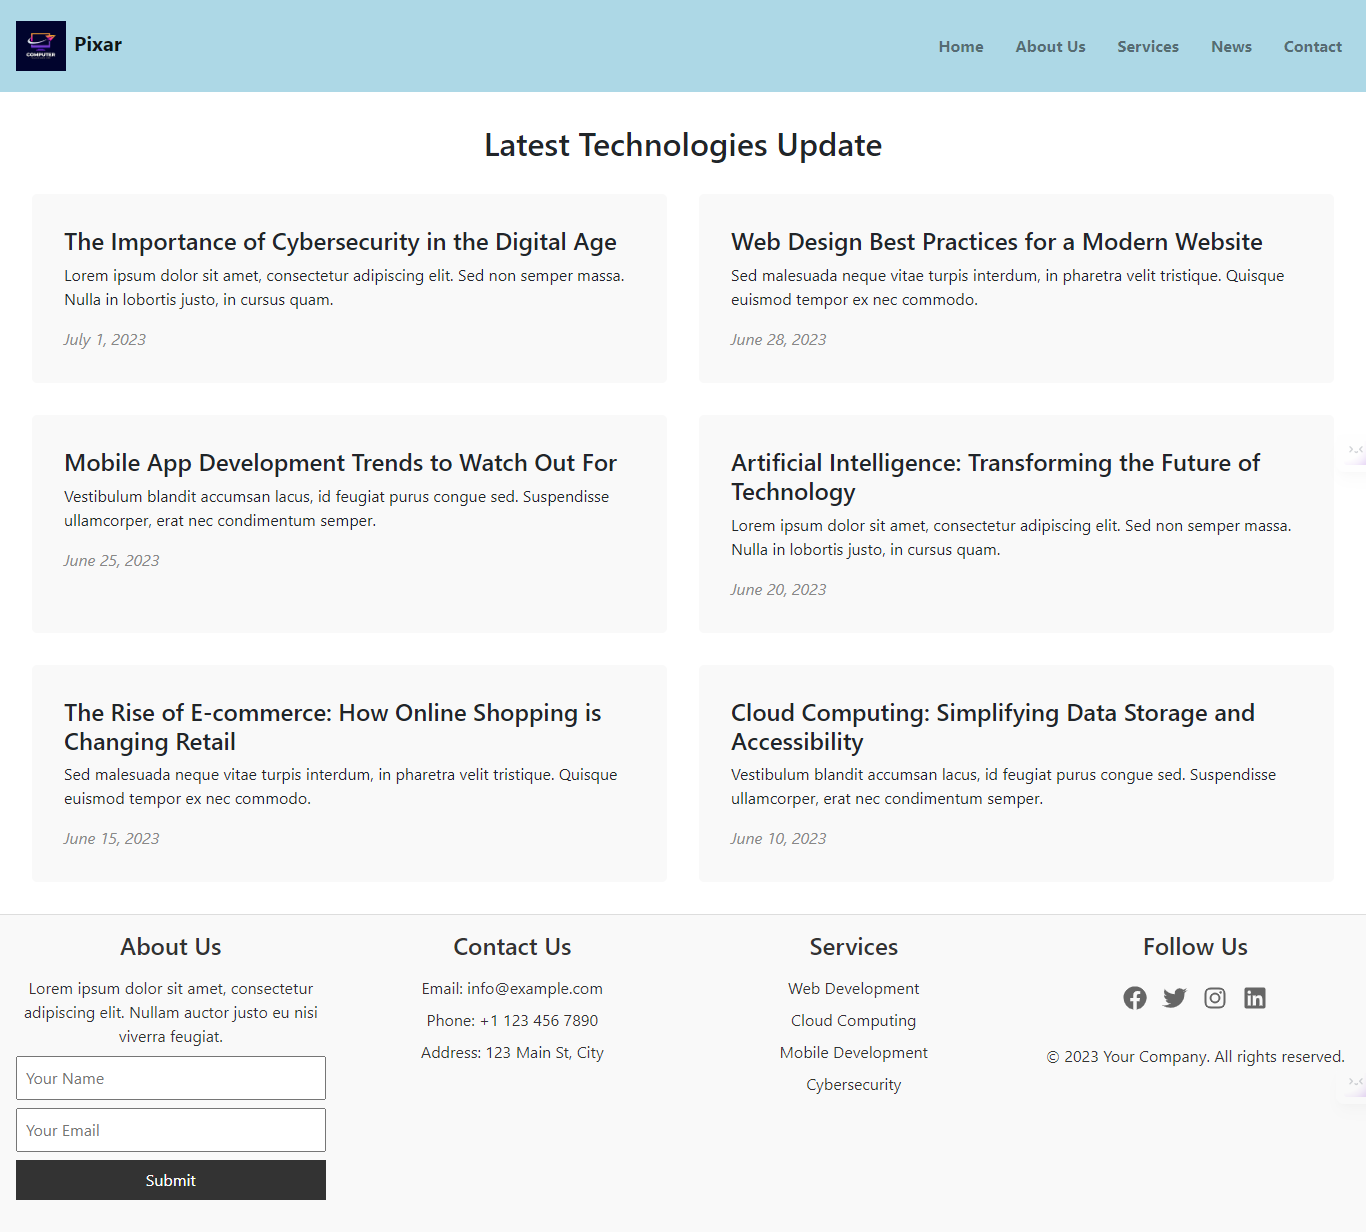 COMPUTER
Pixar
Home
About Us
Services
News
Contact
Latest Technologies Update
The Importance of Cybersecurity in the Digital Age
Lorem ipsum dolor sit amet, consectetur adipiscing elit. Sed non semper massa.
Nulla in lobortis justo, in cursus quam.
July 1, 2023
Web Design Best Practices for a Modern Website
Sed malesuada neque vitae turpis interdum, in pharetra velit tristique. Quisque
euismod tempor ex nec commodo.
June 28, 2023
Mobile App Development Trends to Watch Out For
Vestibulum blandit accumsan lacus, id feugiat purus congue sed. Suspendisse
ullamcorper, erat nec condimentum semper.
June 25, 2023
Artificial Intelligence: Transforming the Future of
Technology
Lorem ipsum dolor sit amet, consectetur adipiscing elit. Sed non semper massa.
Nulla in lobortis justo, in cursus quam.
June 20, 2023
The Rise of E-commerce: How Online Shopping is
Changing Retail
Sed malesuada neque vitae turpis interdum, in pharetra velit tristique. Quisque
euismod tempor ex nec commodo.
June 15, 2023
Cloud Computing: Simplifying Data Storage and
Accessibility
Vestibulum blandit accumsan lacus, id feugiat purus congue sed. Suspendisse
ullamcorper, erat nec condimentum semper.
June 10, 2023
About Us
Lorem ipsum dolor sit amet, consectetur
adipiscing elit. Nullam auctor justo eu nisi
viverra feugiat.
Your Name
Your Email
Submit
Contact Us
Email: info@example.com
Phone: +1 123 456 7890
Address: 123 Main St, City
Services
Web Development
Cloud Computing
Mobile Development
Cybersecurity
Follow Us
© 2023 Your Company. All rights reserved.